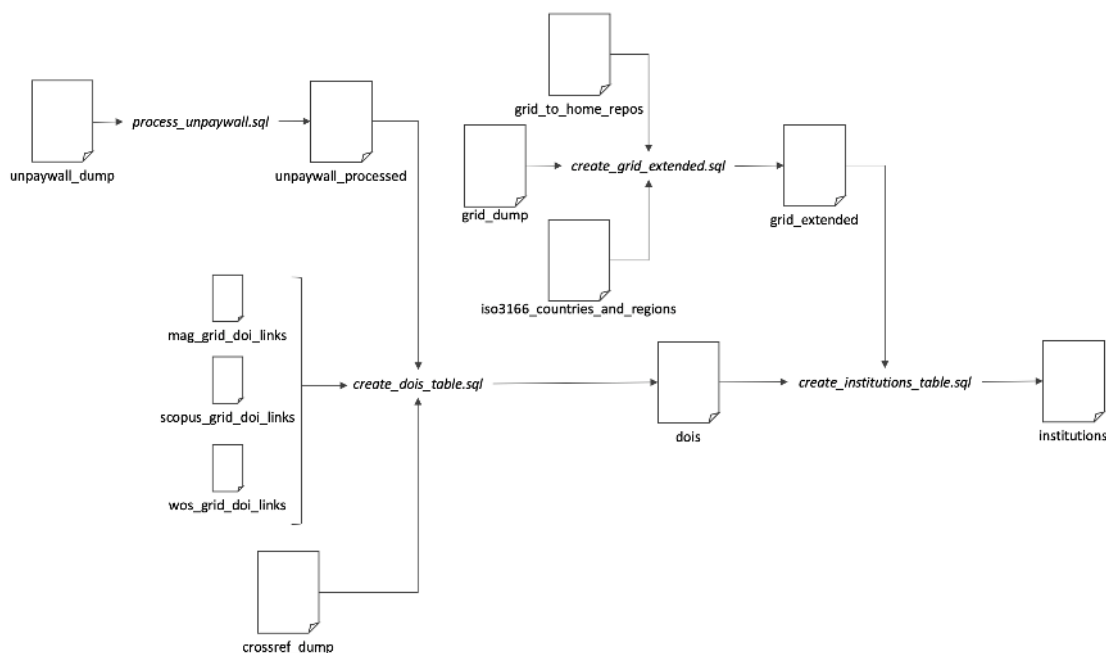 grid_to_home_repos
process_unpaywall.sql
unpaywall_dump
unpaywall_processed
create_grid_extended.sql
grid_dump
grid_extended
iso3166_countries_and_regions
mag_grid_doi_links
create_dois_table.sql
create_institutions_table.sql
scopus_grid_doi_links
dois
institutions
wos_grid_doi_links
crossref_dump